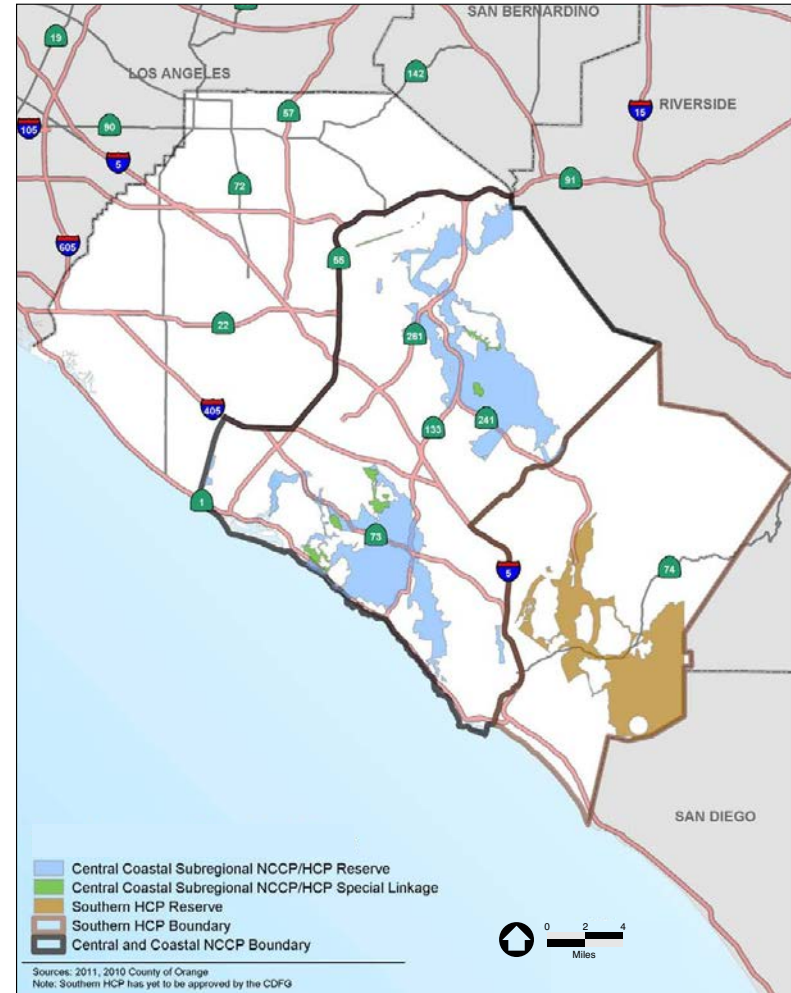 SAN BERNARDINO
19
LOS ANGELES
142
57
15
RIVERSIDE
105
90
5
72
91
605
55
22
261
405
133
241
1
73
5
74
SAN DIEGO
Central Coastal Subregional NCCP/HCP Reserve
Central Coastal Subregional NCCP/HCP Special Linkage
Southern HCP Reserve
Southern HCP Boundary
Central and Coastal NCCP Boundary
0 2 4
Miles
Sources: 2011, 2010 County of Orange
Note: Southern HCP has yet to be approved by the CDFG